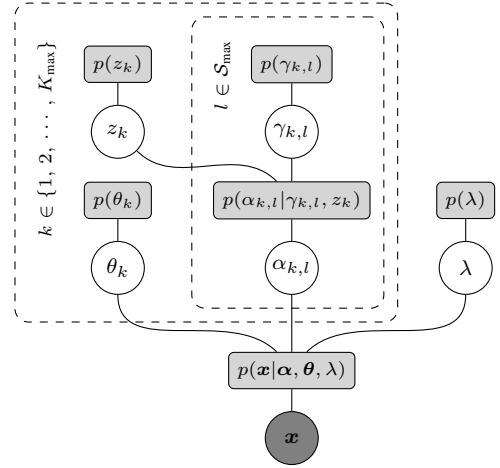 k ∈ {1, 2, ⋯ , K_max}
l ∈ 𝒮_max
p(z_k)
p(γ_{k,l})
z_k
γ_{k,l}
p(θ_k)
p(α_{k,l}|γ_{k,l}, z_k)
p(λ)
θ_k
α_{k,l}
λ
p(𝒙|𝜶, 𝜽, λ)
𝒙